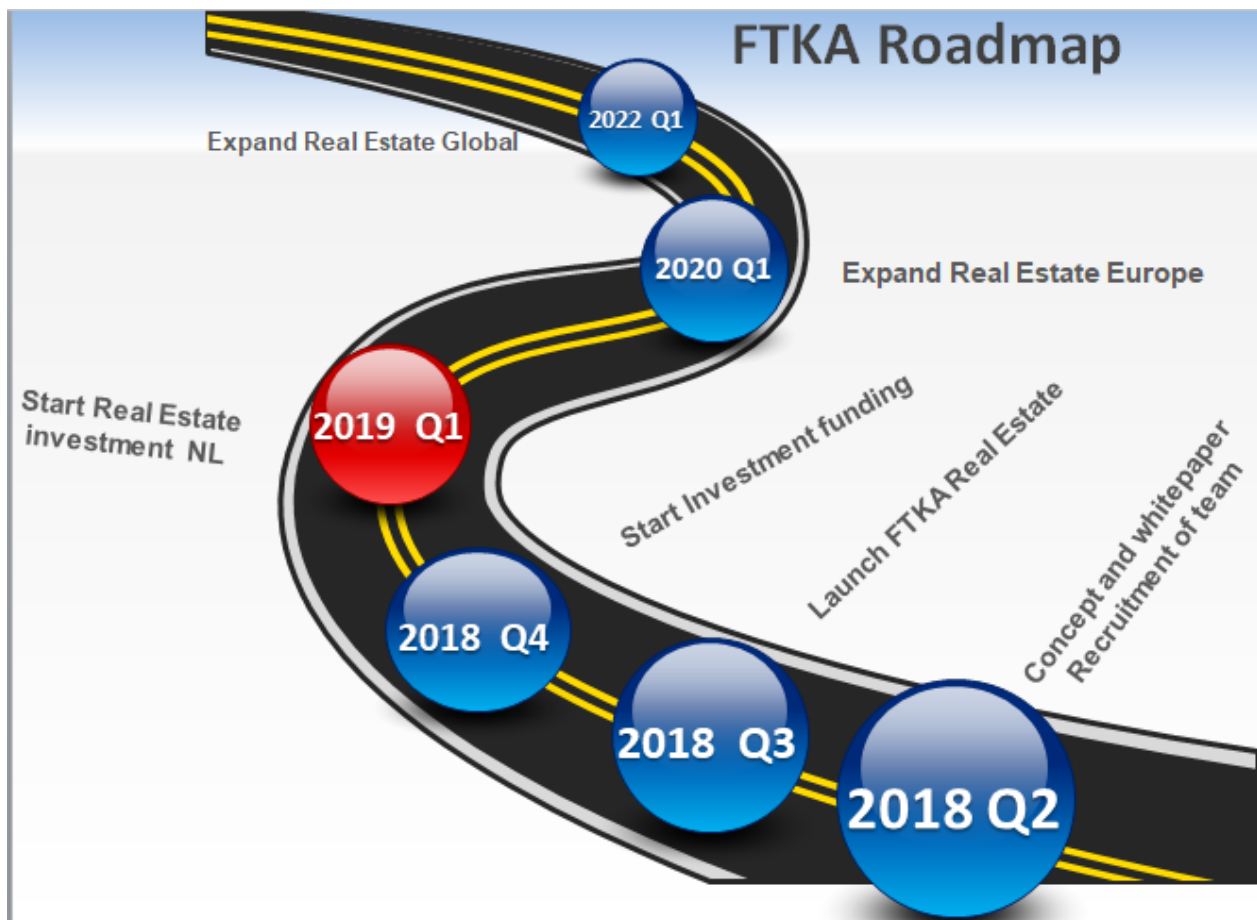 FTKA Roadmap
2022 Q1
Expand Real Estate Global
2020 Q1
Expand Real Estate Europe
2019 Q1
Start Real Estate
investment NL
Start Investment funding
Launch FTKA Real Estate
Concept and whitepaper
Recruitment of team
2018 Q4
2018 Q3
2018 Q2